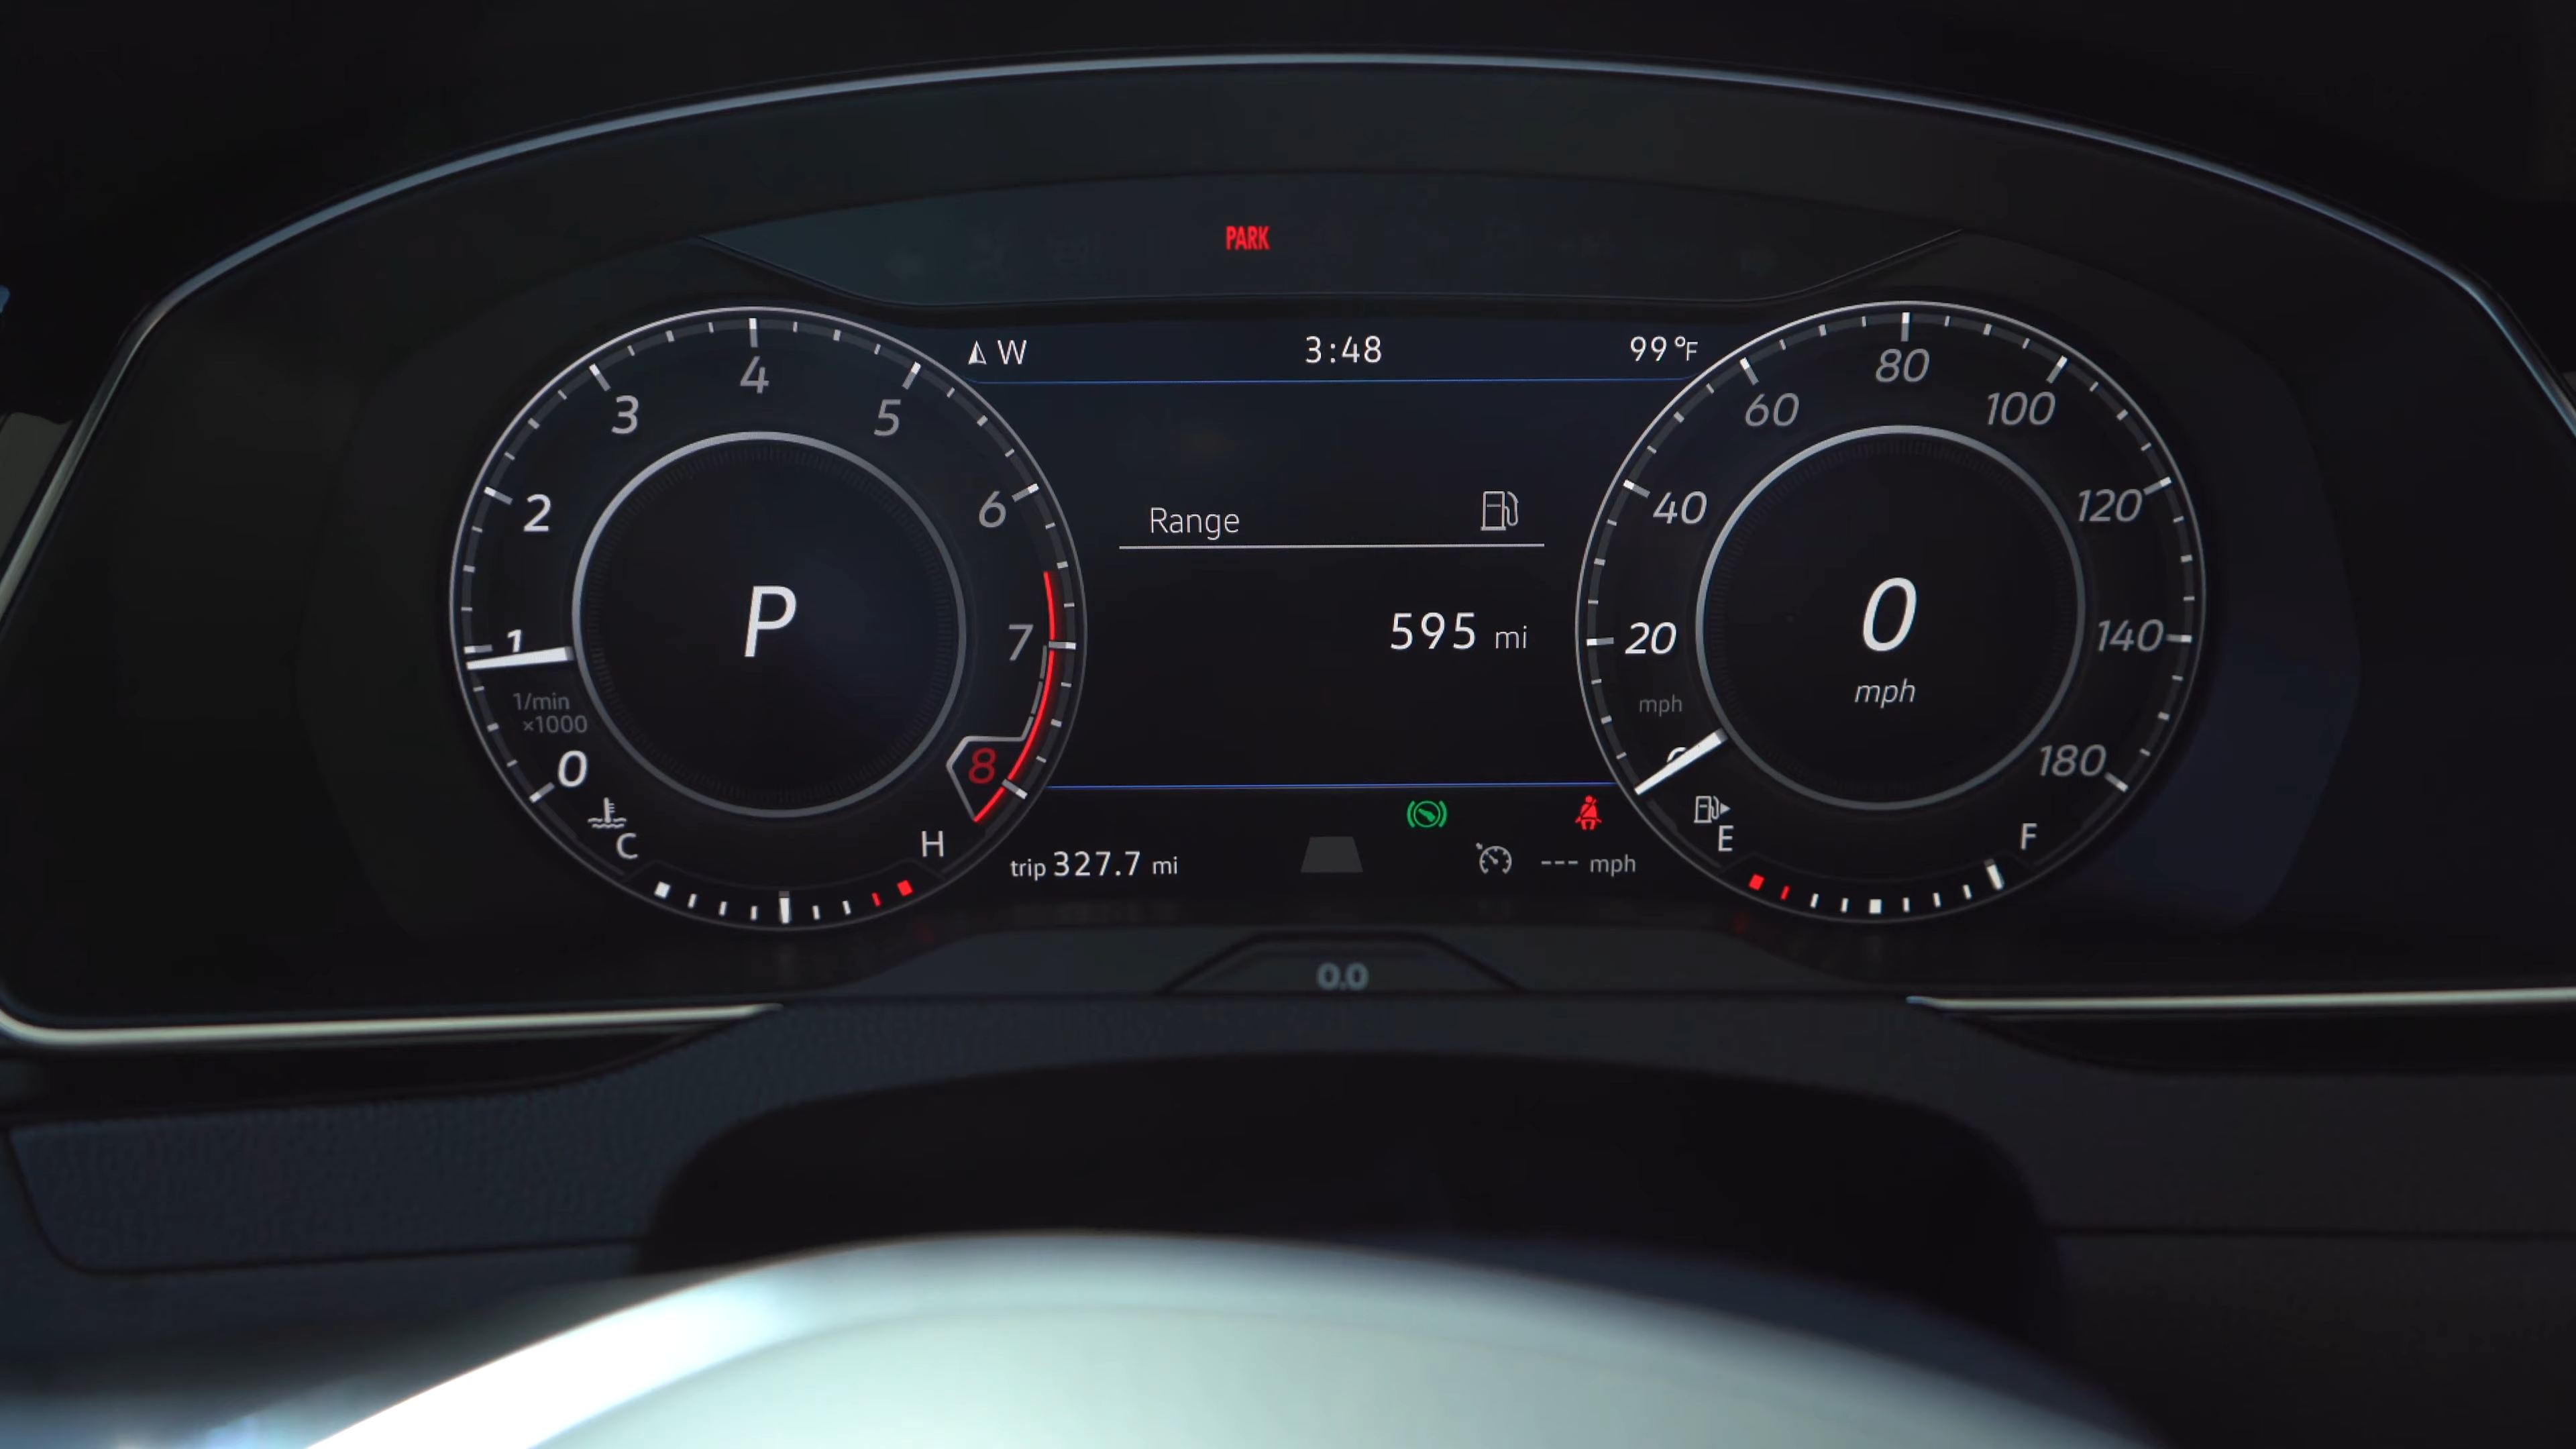 PARK
W
3:48
99°F
0
1
2
3
4
5
6
7
8
1/min
×1000
P
C
H
Range
595 mi
trip 327.7 mi
--- mph
20
40
60
80
100
120
140
180
mph
0
mph
E
F
0.0